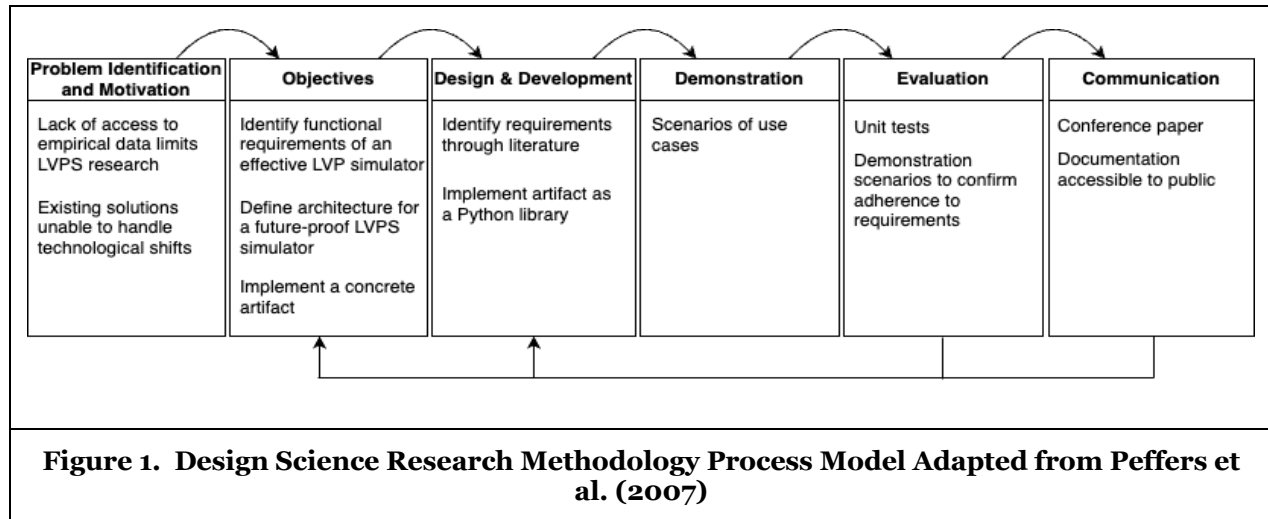 Problem Identification
and Motivation
Lack of access to
empirical data limits
LVPS research
Existing solutions
unable to handle
technological shifts
Objectives
Identify functional
requirements of an
effective LVP simulator
Define architecture for
a future-proof LVPS
simulator
Implement a concrete
artifact
Design & Development
Identify requirements
through literature
Implement artifact as
a Python library
Demonstration
Scenarios of use
cases
Evaluation
Unit tests
Demonstration
scenarios to confirm
adherence to
requirements
Communication
Conference paper
Documentation
accessible to public
Figure 1. Design Science Research Methodology Process Model Adapted from Peffers et
al. (2007)